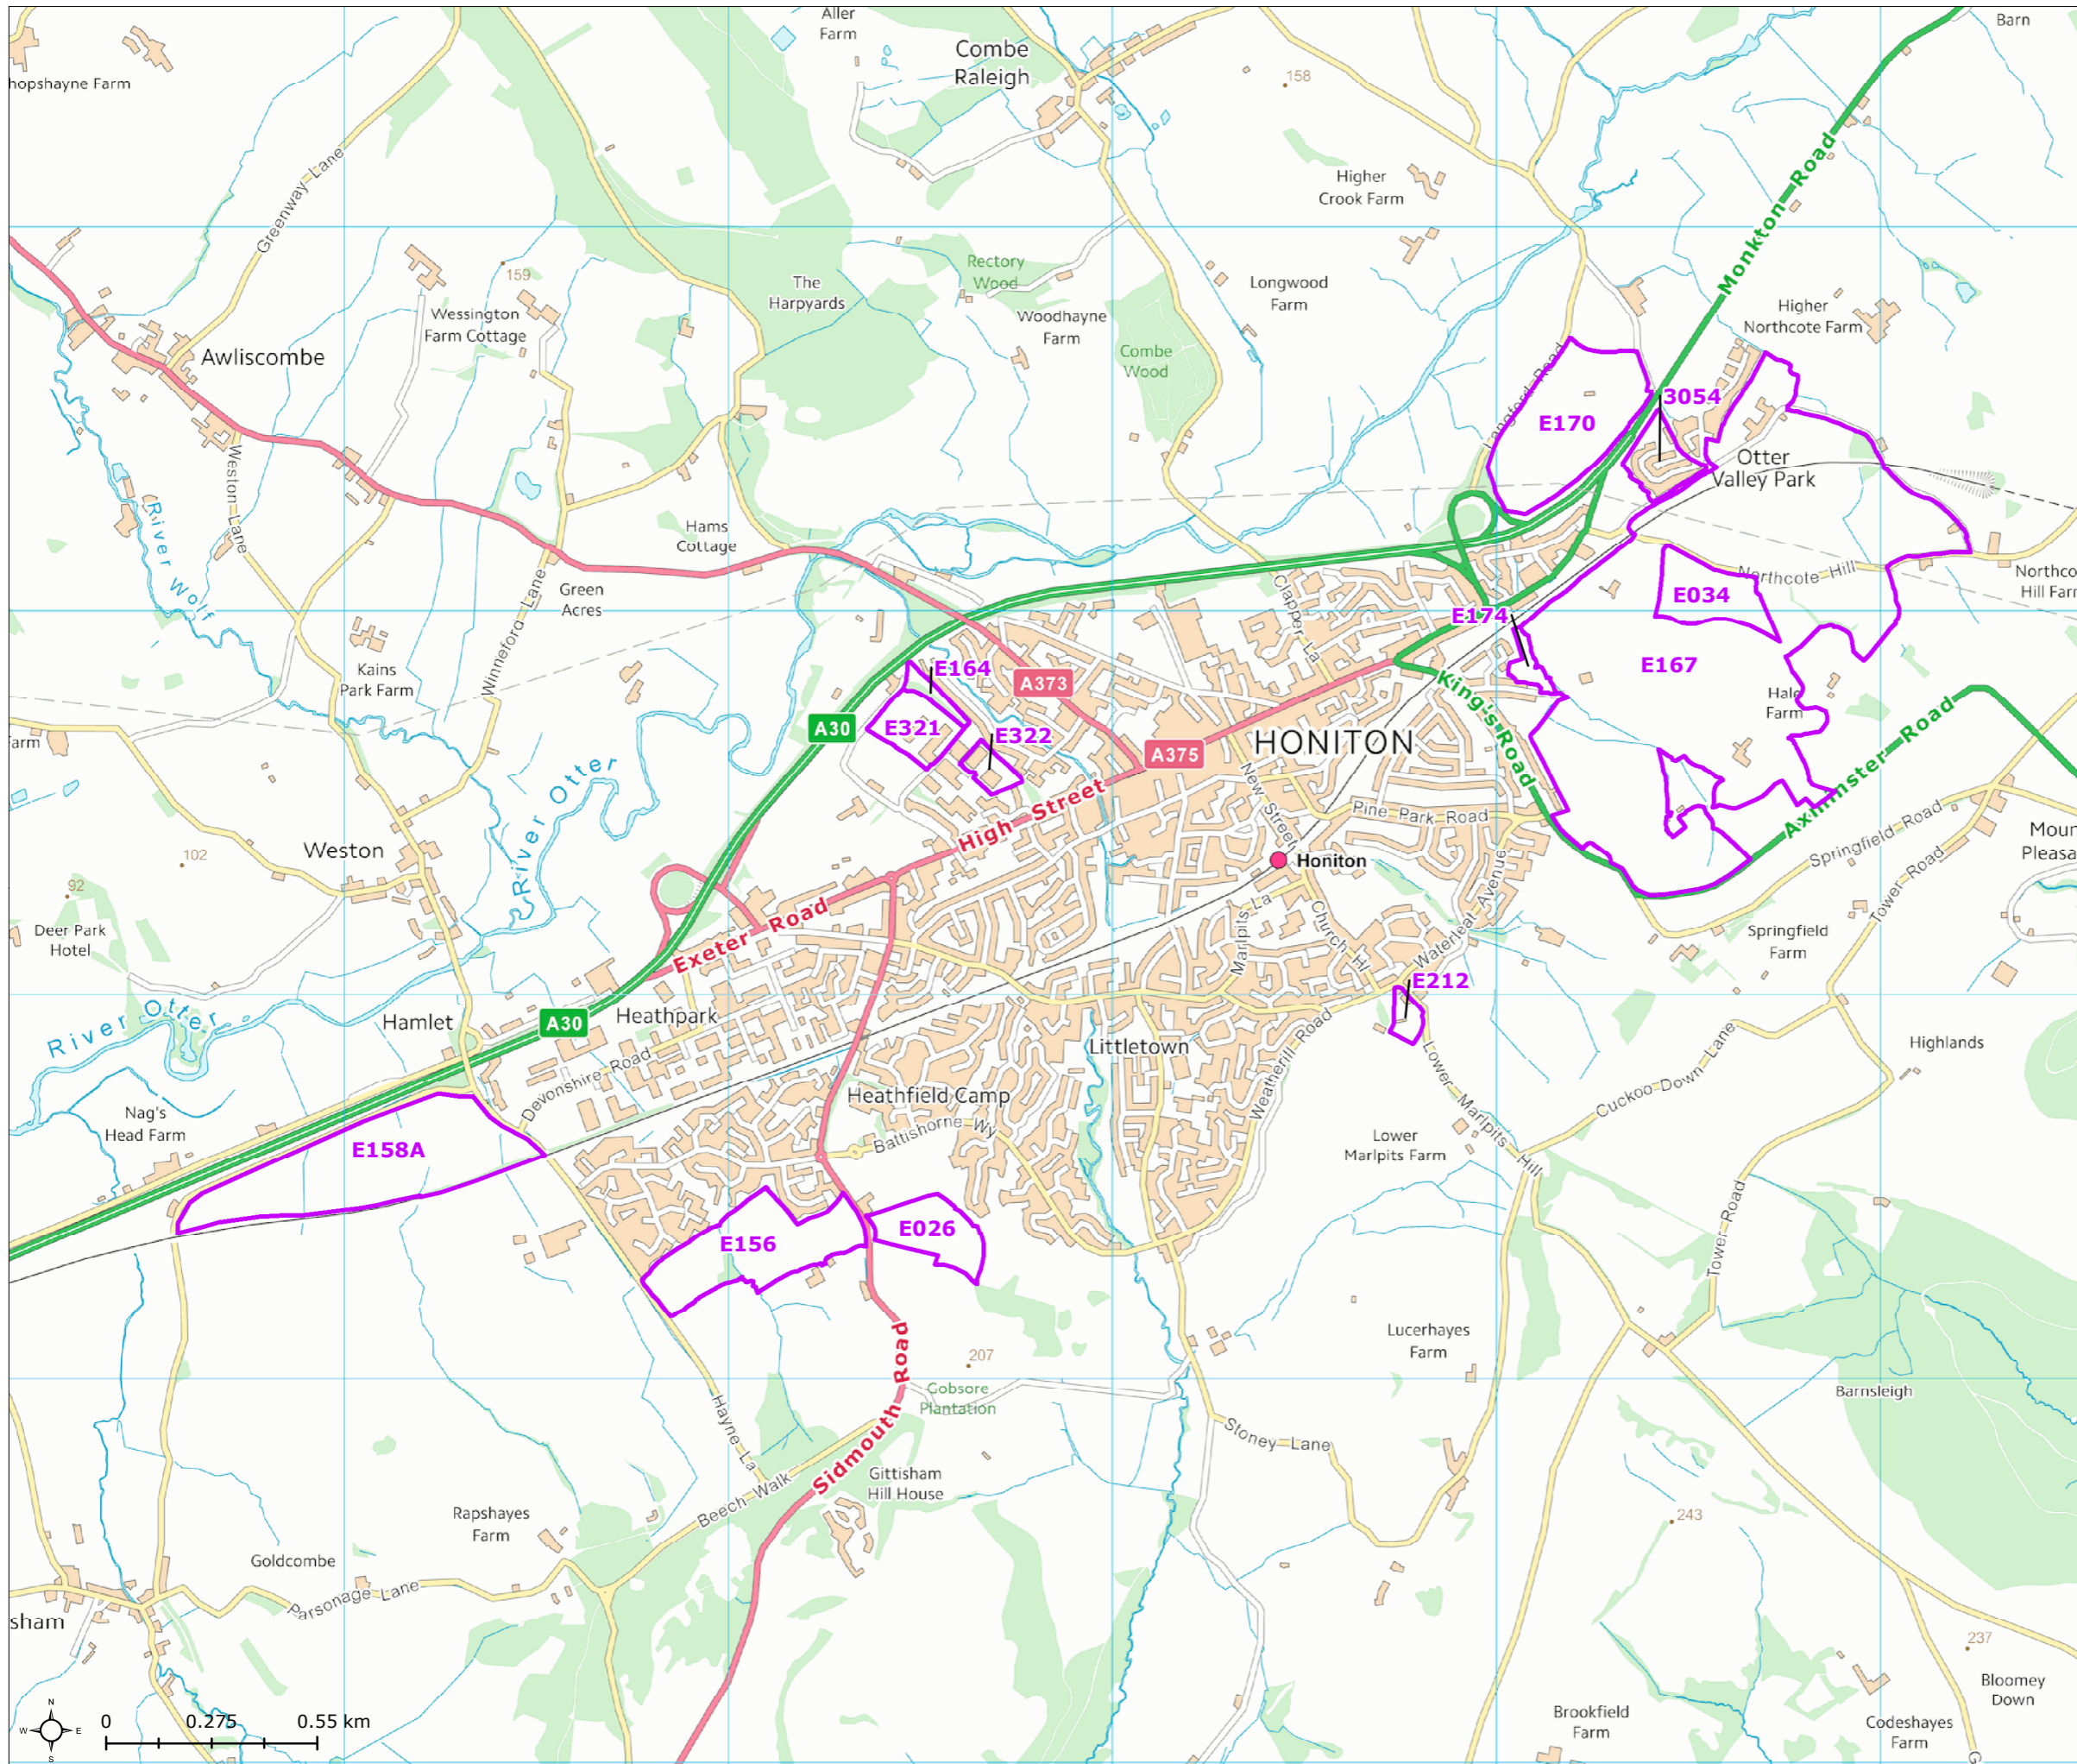 Aller
Farm
Combe
Raleigh
Barn
hopshayne Farm
158
Greenway Lane
Higher
Crook Farm
Monkton Road
159
Rectory
Wood
The
Harpyards
Longwood
Farm
Wessington
Farm Cottage
Woodhayne
Farm
Higher
Northcote Farm
Awliscombe
Combe
Wood
Langford Road
3054
E170
Weston Lane
Otter
Valley Park
River Wolf
Hams
Cottage
Green
Acres
Northcote Hill
Northco
Hill Farm
E034
Clapper La
E174
Winneford Lane
Kains
Park Farm
E164
E167
A373
King's Road
Hale
Farm
A30
E321
E322
HONITON
A375
Axminster Road
arm
River Otter
New Street
High Street
Pine Park Road
Springfield Road
Moun
Pleasa
Weston
102
Honiton
92
Tower Road
Exeter Road
Marlpits La
Church Hl
Waterleat Avenue
Deer Park
Hotel
Springfield
Farm
E212
River Otter
Hamlet
A30
Heathpark
Littletown
Weatherill Road
Highlands
Devonshire Road
Cuckoo Down Lane
Nag's
Head Farm
Heathfield Camp
Lower Marlpits Hill
Battishorne Wy
E158A
Lower
Marlpits Farm
E156
E026
Tower Road
Lucerhayes
Farm
207
Sidmouth Road
Gobsore
Plantation
Barnsleigh
Hayne La
Stoney Lane
Gittisham
Hill House
Beech Walk
Rapshayes
Farm
243
Goldcombe
Parsonage Lane
sham
237
Bloomey
Down
Brookfield
Farm
Codeshayes
Farm
G
N
W E
S
0 0.275 0.55 km